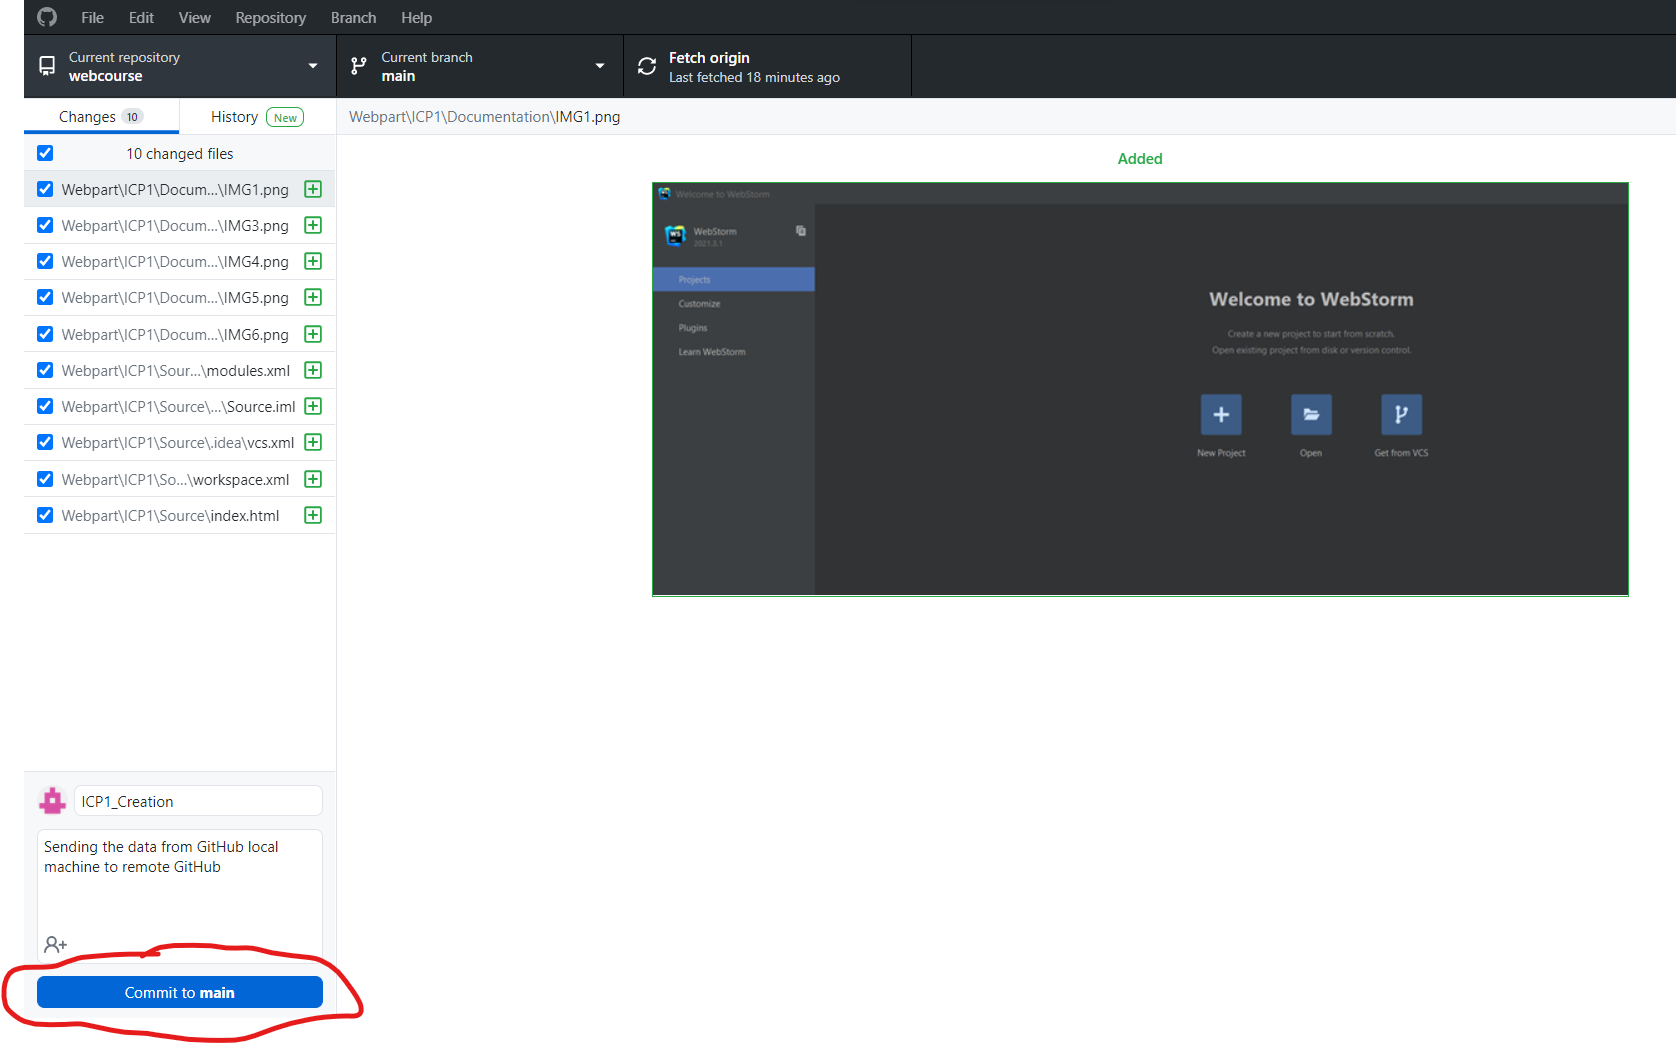 File Edit View Repository Branch Help
Current repository
webcourse
Current branch
main
Fetch origin
Last fetched 18 minutes ago
Changes 10
History New
Webpart\ICP1\Documentation\IMG1.png
10 changed files
Webpart\ICP1\Docum...\IMG1.png
Webpart\ICP1\Docum...\IMG3.png
Webpart\ICP1\Docum...\IMG4.png
Webpart\ICP1\Docum...\IMG5.png
Webpart\ICP1\Docum...\IMG6.png
Webpart\ICP1\Sour...\modules.xml
Webpart\ICP1\Source\...\Source.iml
Webpart\ICP1\Source\.idea\vcs.xml
Webpart\ICP1\So...\workspace.xml
Webpart\ICP1\Source\index.html
Added
Welcome to WebStorm
WS
WebStorm
2021.3.1
Projects
Customize
Plugins
Learn WebStorm
Welcome to WebStorm
Create a new project to start from scratch.
Open existing project from disk or version control.
New Project
Open
Get from VCS
ICP1_Creation
Sending the data from GitHub local
machine to remote GitHub
Commit to main